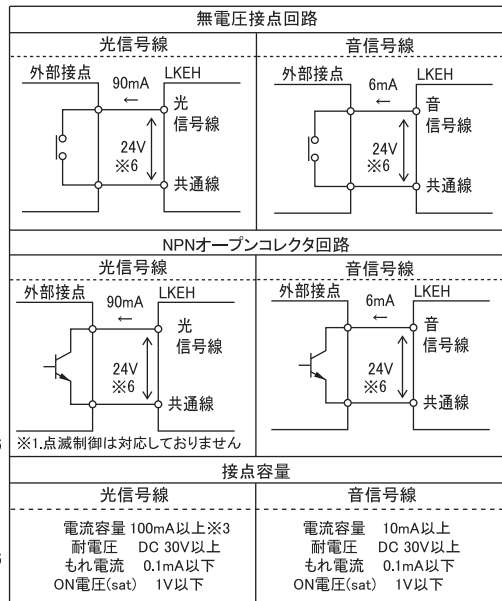 無電圧接点回路
光信号線
音信号線
外部接点
90mA
←
LKEH
光
信号線
24V
※6
共通線
外部接点
6mA
←
LKEH
音
信号線
24V
※6
共通線
NPNオープンコレクタ回路
光信号線
音信号線
外部接点
90mA
←
LKEH
光
信号線
24V
※6
共通線
※1.点滅制御は対応しておりません
外部接点
6mA
←
LKEH
音
信号線
24V
※6
共通線
接点容量
光信号線
音信号線
電流容量 100mA以上※3
耐電圧 DC 30V以上
もれ電流 0.1mA以下
ON電圧(sat) 1V以下
電流容量 10mA以上
耐電圧 DC 30V以上
もれ電流 0.1mA以下
ON電圧(sat) 1V以下